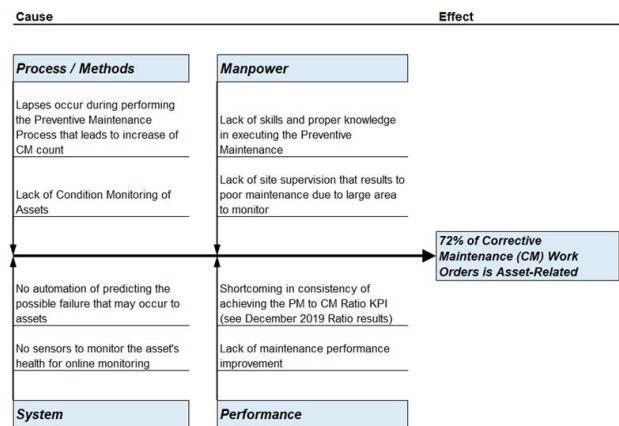 Cause
Effect
Process / Methods
Manpower
Lapses occur during performing
the Preventive Maintenance
Process that leads to increase of
CM count
Lack of skills and proper knowledge
in executing the Preventive
Maintenance
Lack of Condition Monitoring of
Assets
Lack of site supervision that results to
poor maintenance due to large area
to monitor
72% of Corrective
Maintenance (CM) Work
Orders is Asset-Related
No automation of predicting the
possible failure that may occur to
assets
Shortcoming in consistency of
achieving the PM to CM Ratio KPI
(see December 2019 Ratio results)
No sensors to monitor the asset's
health for online monitoring
Lack of maintenance performance
improvement
System
Performance